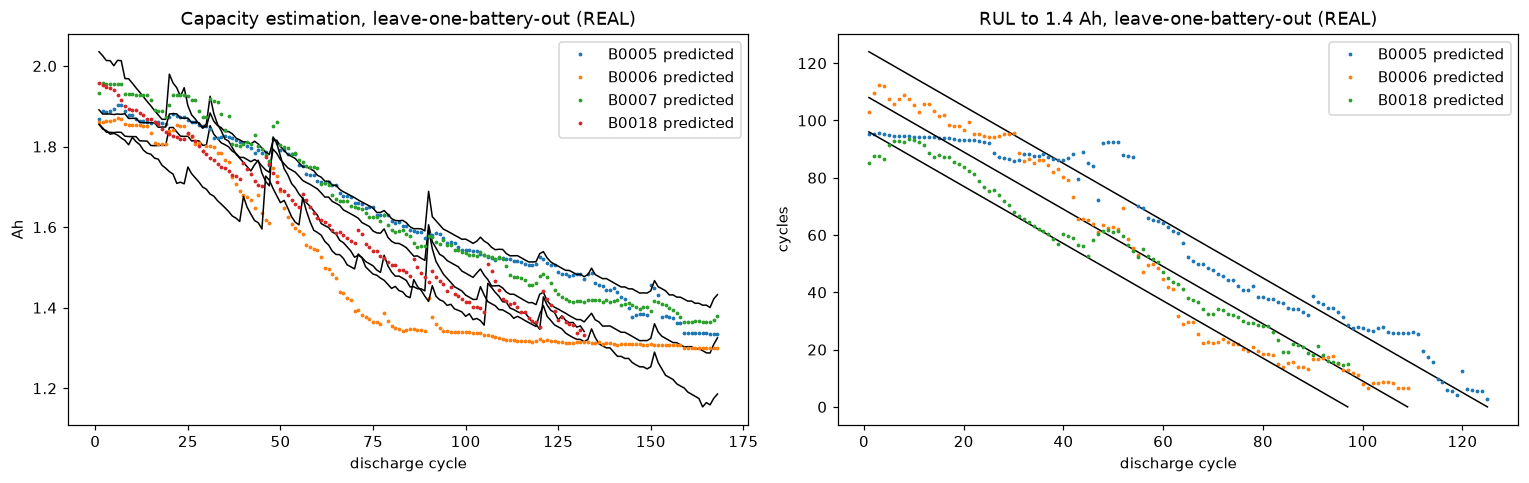 Capacity estimation, leave-one-battery-out (REAL)
Ah
2.0
1.8
1.6
1.4
1.2
0
25
50
75
100
125
150
175
discharge cycle
B0005 predicted
B0006 predicted
B0007 predicted
B0018 predicted
RUL to 1.4 Ah, leave-one-battery-out (REAL)
cycles
120
100
80
60
40
20
0
0
20
40
60
80
100
120
discharge cycle
B0005 predicted
B0006 predicted
B0018 predicted